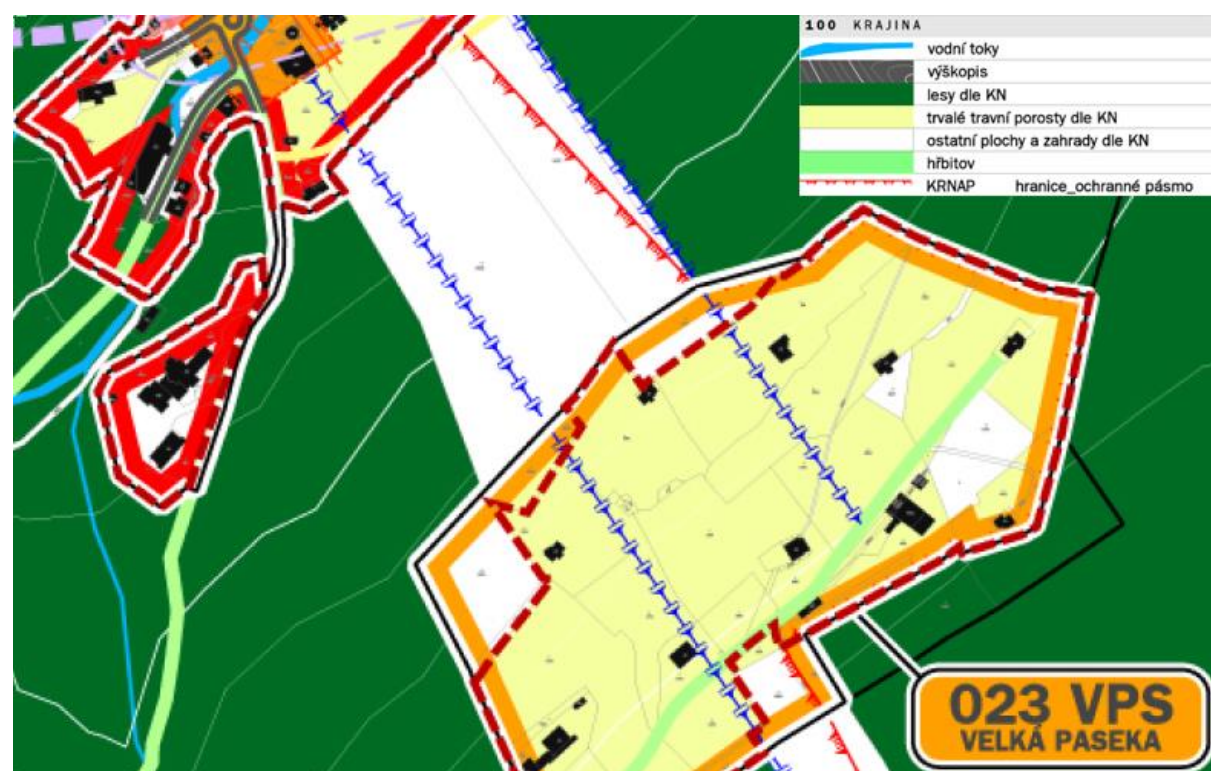 100 KRAJINA
vodní toky
výškopis
lesy dle KN
trvalé travní porosty dle KN
ostatní plochy a zahrady dle KN
hřbitov
KRNAP hranice_ochranné pásmo
023 VPS
VELKÁ PASEKA